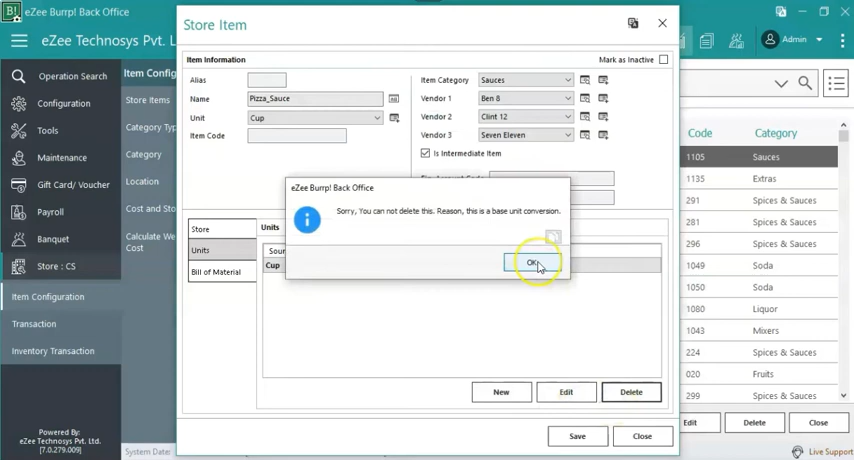 B!
eZee Burrp! Back Office
eZee Technosys Pvt. L
Admin
Operation Search
Configuration
Tools
Maintenance
Gift Card/ Voucher
Payroll
Banquet
Store : CS
Item Configuration
Transaction
Inventory Transaction
Powered By:
eZee Technosys Pvt. Ltd.
[7.0.279.009]
Item Config
Store Items
Category Typ
Category
Location
Cost and Sto
Calculate We
Cost
System Date:
Store Item
Item Information
Mark as Inactive
Alias
Name
Pizza_Sauce
Unit
Cup
Item Code
Item Category
Sauces
Vendor 1
Ben 8
Vendor 2
Clint 12
Vendor 3
Seven Eleven
Is Intermediate Item
Store
Units
Bill of Material
Units
Sour
Cup
eZee Burrp! Back Office
Sorry, You can not delete this. Reason, this is a base unit conversion.
OK
New
Edit
Delete
Save
Close
Code Category
1105 Sauces
1135 Extras
291 Spices & Sauces
281 Spices & Sauces
296 Spices & Sauces
1049 Soda
1050 Soda
1080 Liquor
1043 Mixers
224 Spices & Sauces
020 Fruits
299 Spices & Sauces
Edit
Delete
Close
Live Support